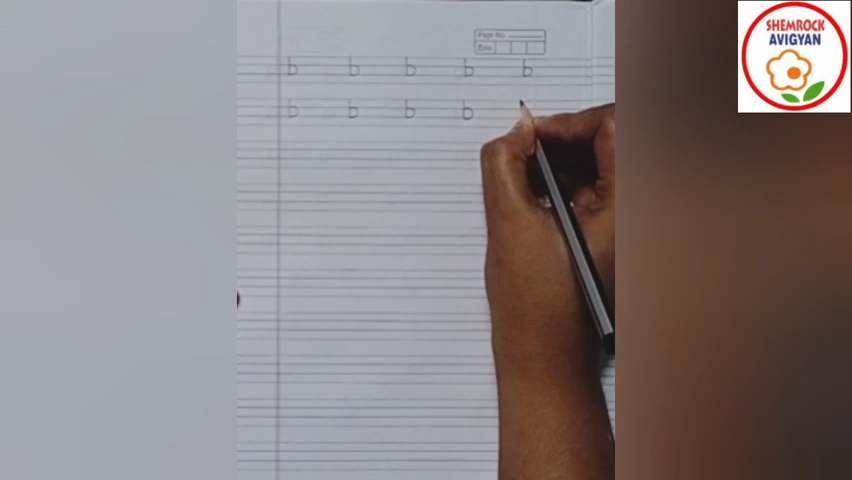 SHEMROCK
AVIGYAN
Page No.
Date
b b b b b
b b b b